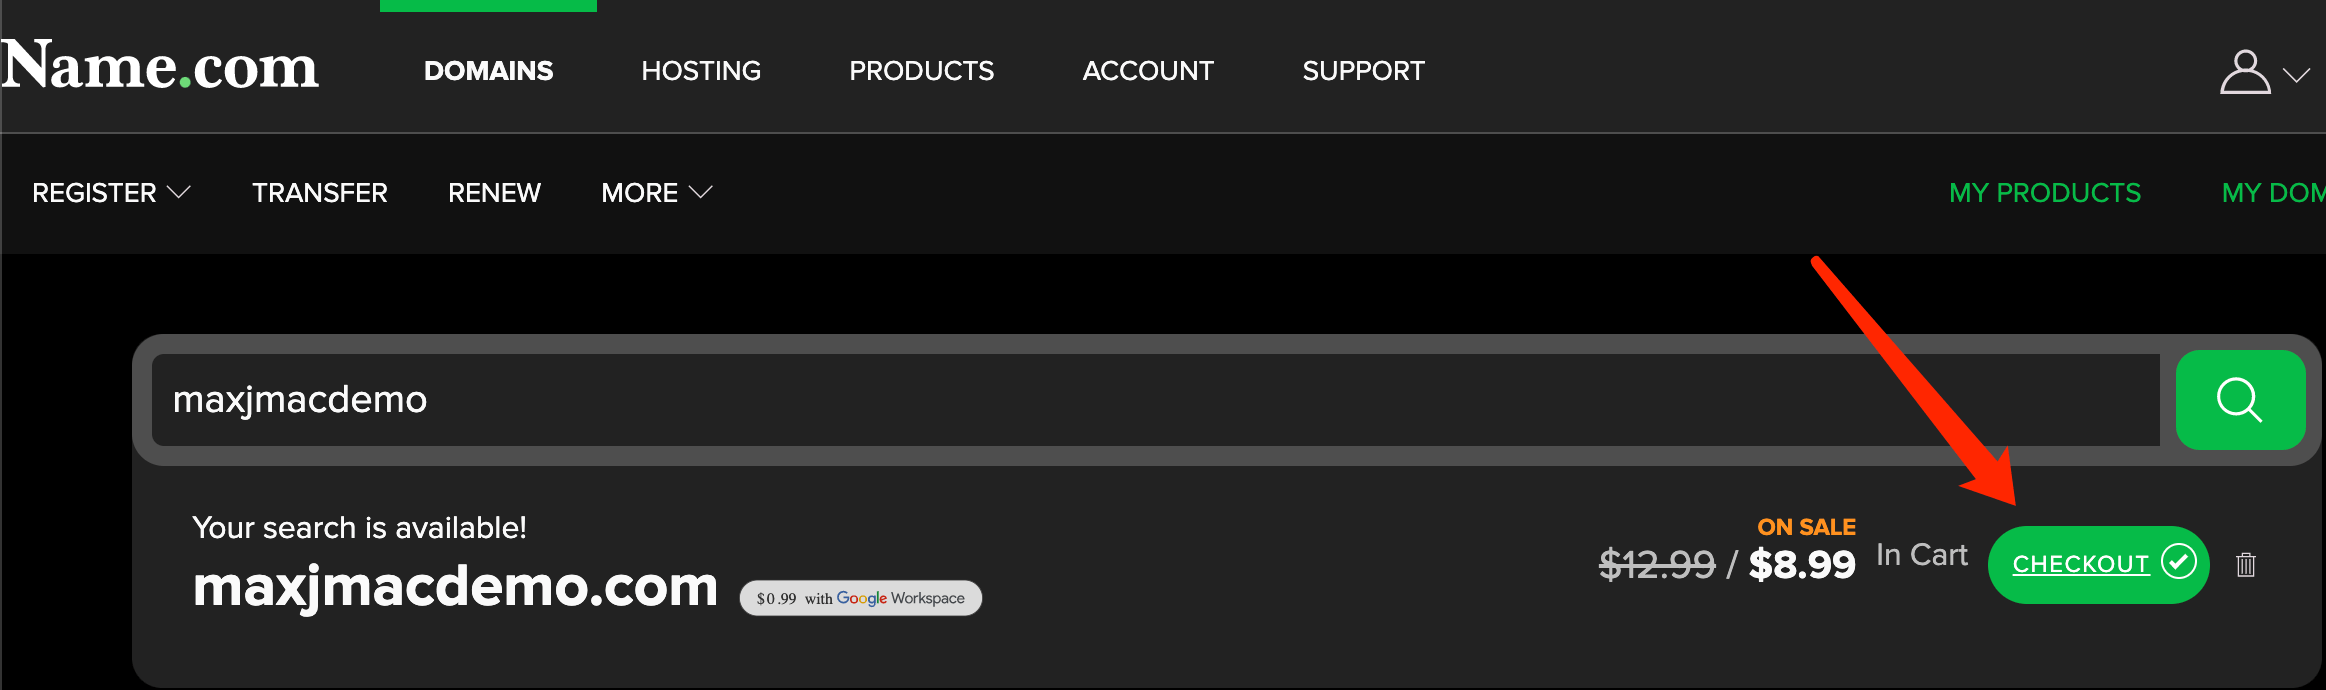 Name.com
DOMAINS
HOSTING
PRODUCTS
ACCOUNT
SUPPORT
REGISTER
TRANSFER
RENEW
MORE
MY PRODUCTS
MY DOM
maxjmacdemo
Your search is available!
maxjmacdemo.com
$0.99 with Google Workspace
ON SALE
$12.99 / $8.99
In Cart
CHECKOUT